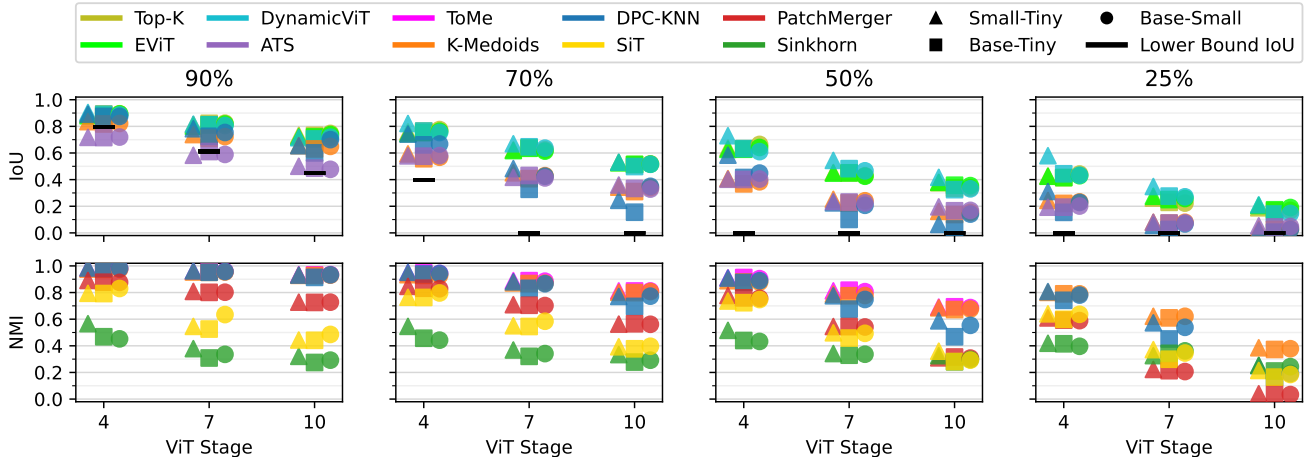 Top-K DynamicViT ToMe DPC-KNN PatchMerger Small-Tiny Base-Small
EViT ATS K-Medoids SiT Sinkhorn Base-Tiny Lower Bound IoU
90% 70% 50% 25%
1.0
0.8
0.6
0.4
0.2
0.0
IoU
1.0
0.8
0.6
0.4
0.2
0.0
NMI
4 7 10 4 7 10 4 7 10 4 7 10
ViT Stage ViT Stage ViT Stage ViT Stage